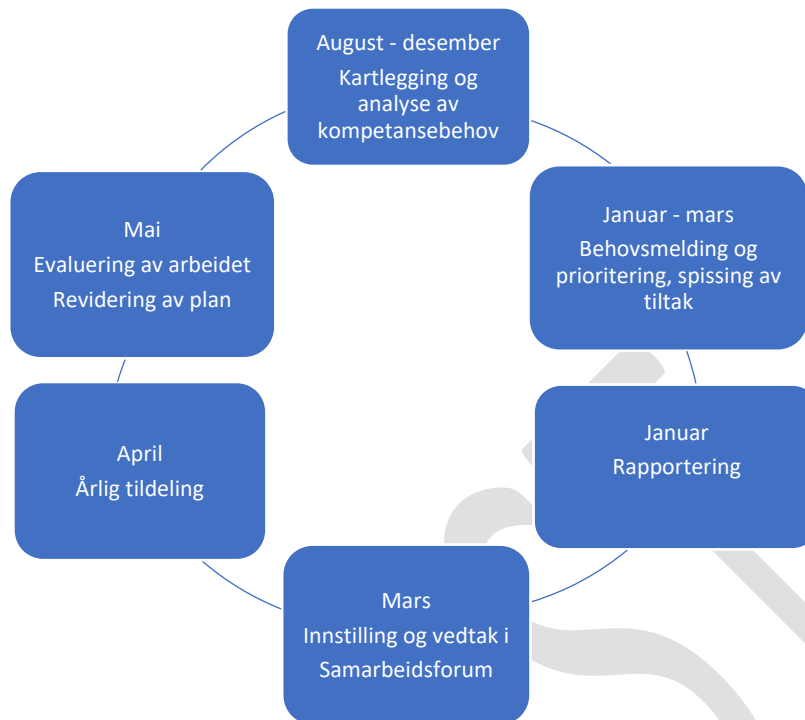 August - desember
Kartlegging og
analyse av
kompetansebehov
Januar - mars
Behovsmelding og
prioritering, spissing av
tiltak
Januar
Rapportering
Mars
Innstilling og vedtak i
Samarbeidsforum
April
Årlig tildeling
Mai
Evaluering av arbeidet
Revidering av plan